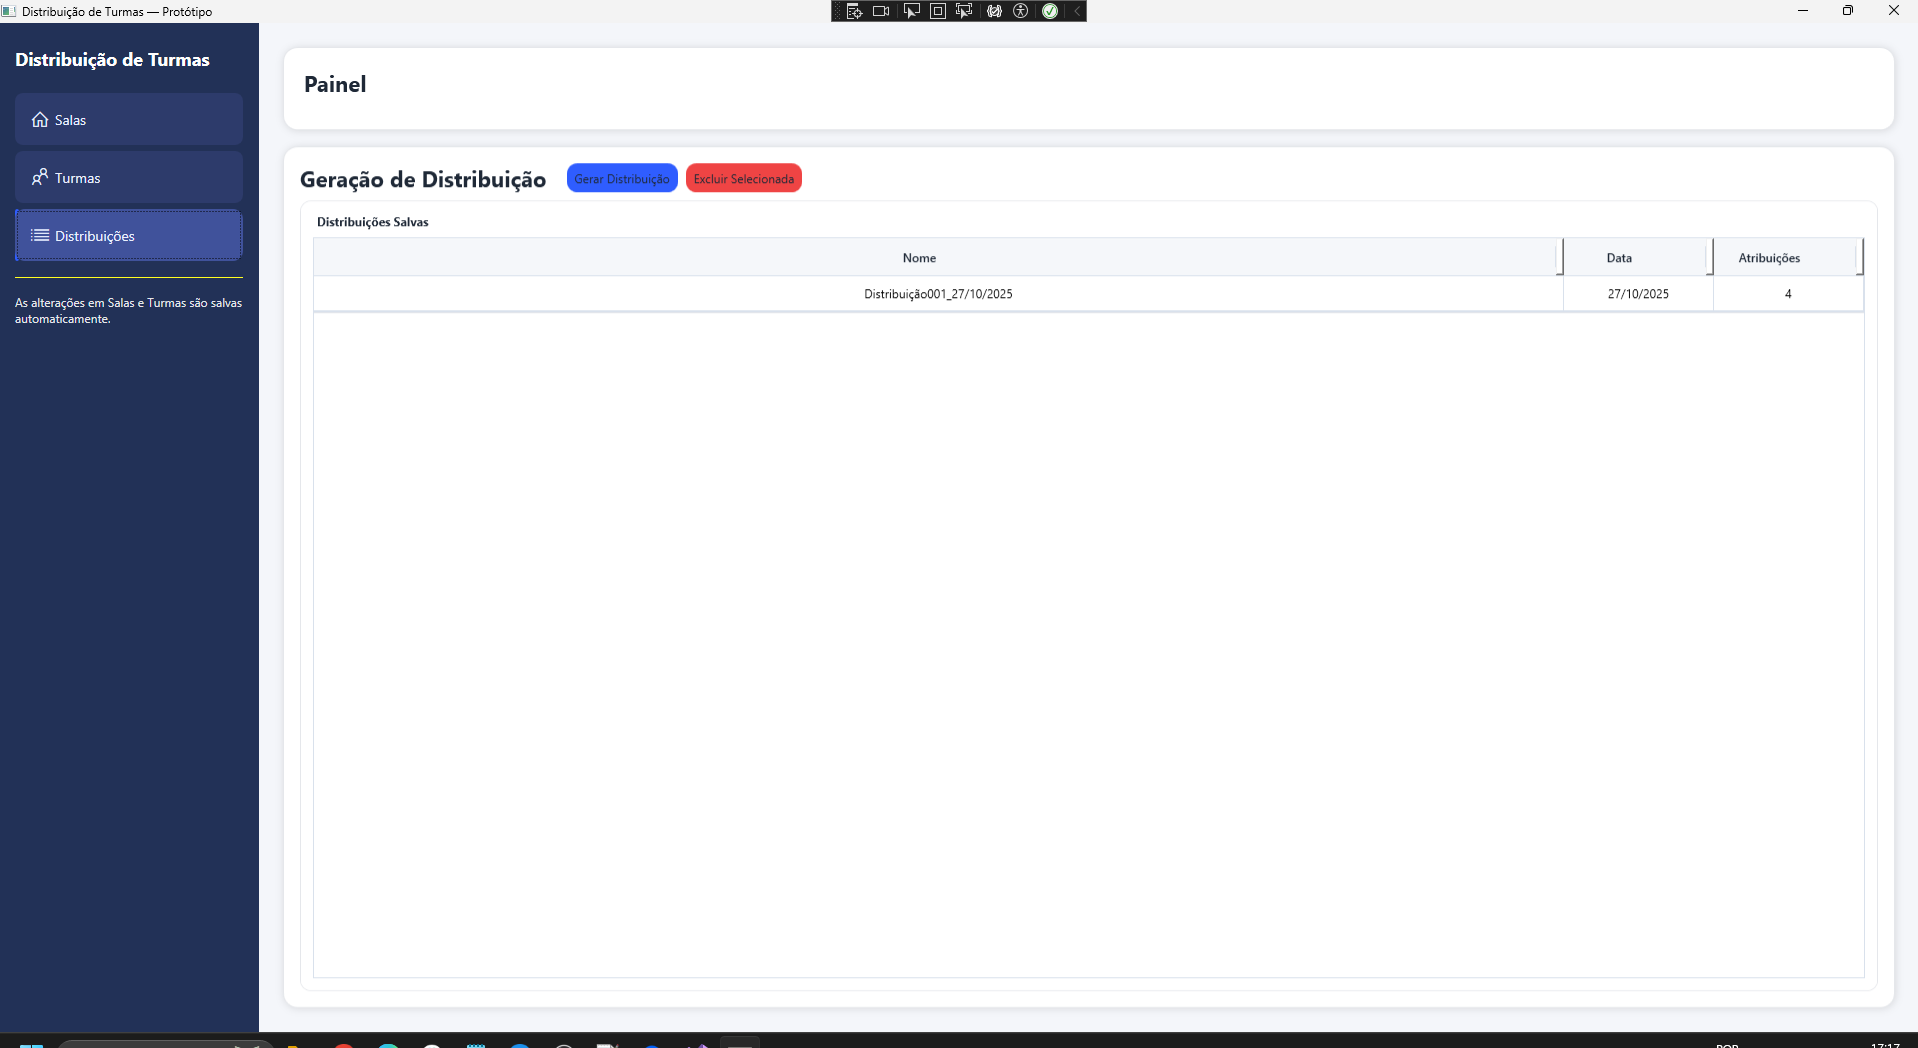 Distribuição de Turmas — Protótipo
Distribuição de Turmas
Salas
Turmas
Distribuições
As alterações em Salas e Turmas são salvas
automaticamente.
Painel
Geração de Distribuição
Gerar Distribuição
Excluir Selecionada
Distribuições Salvas
Nome
Data
Atribuições
Distribuição001_27/10/2025
27/10/2025
4